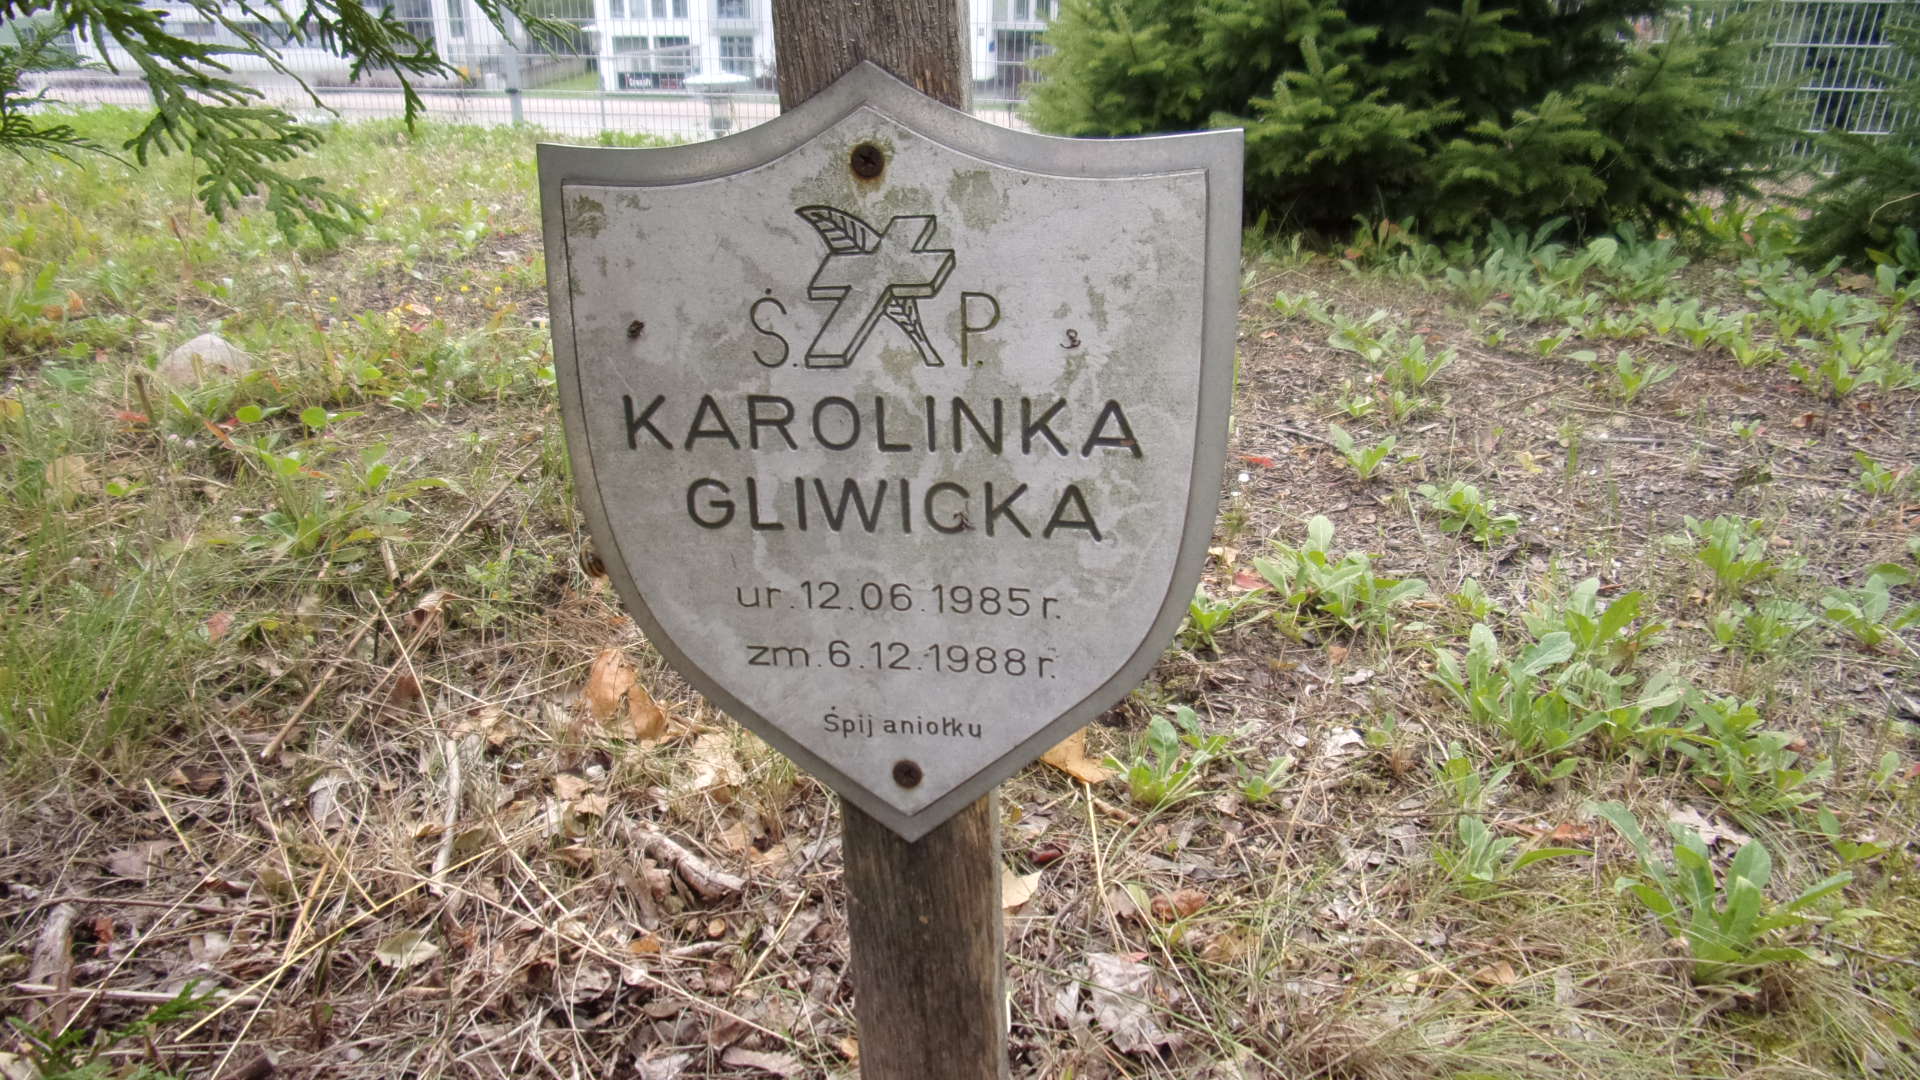 Ś. P.
KAROLINKA
GLIWICKA
ur. 12.06.1985 r.
zm. 6.12.1988 r.
Śpij aniołku